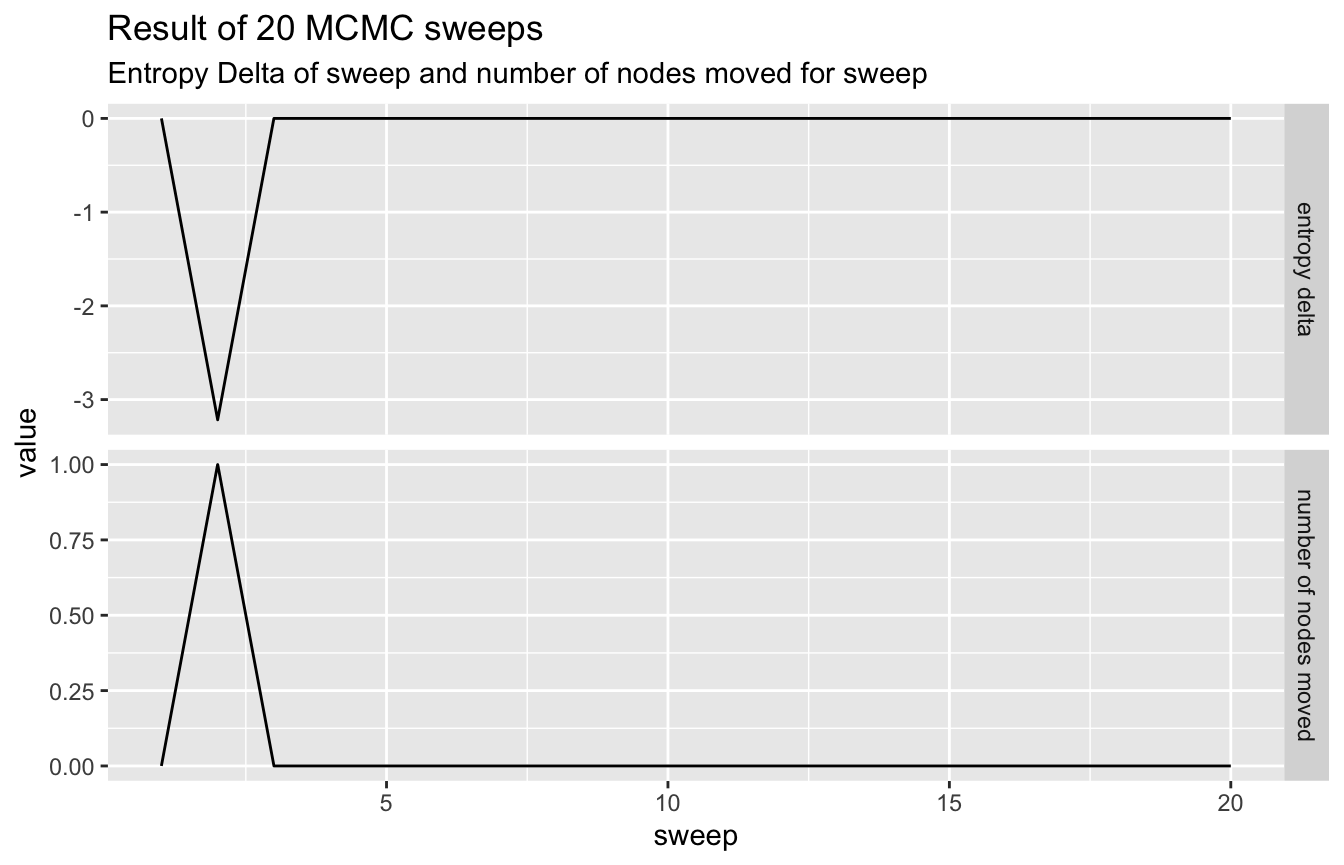 Result of 20 MCMC sweeps
Entropy Delta of sweep and number of nodes moved for sweep
0
-1
-2
-3
entropy delta
value
1.00
0.75
0.50
0.25
0.00
number of nodes moved
5
10
15
20
sweep